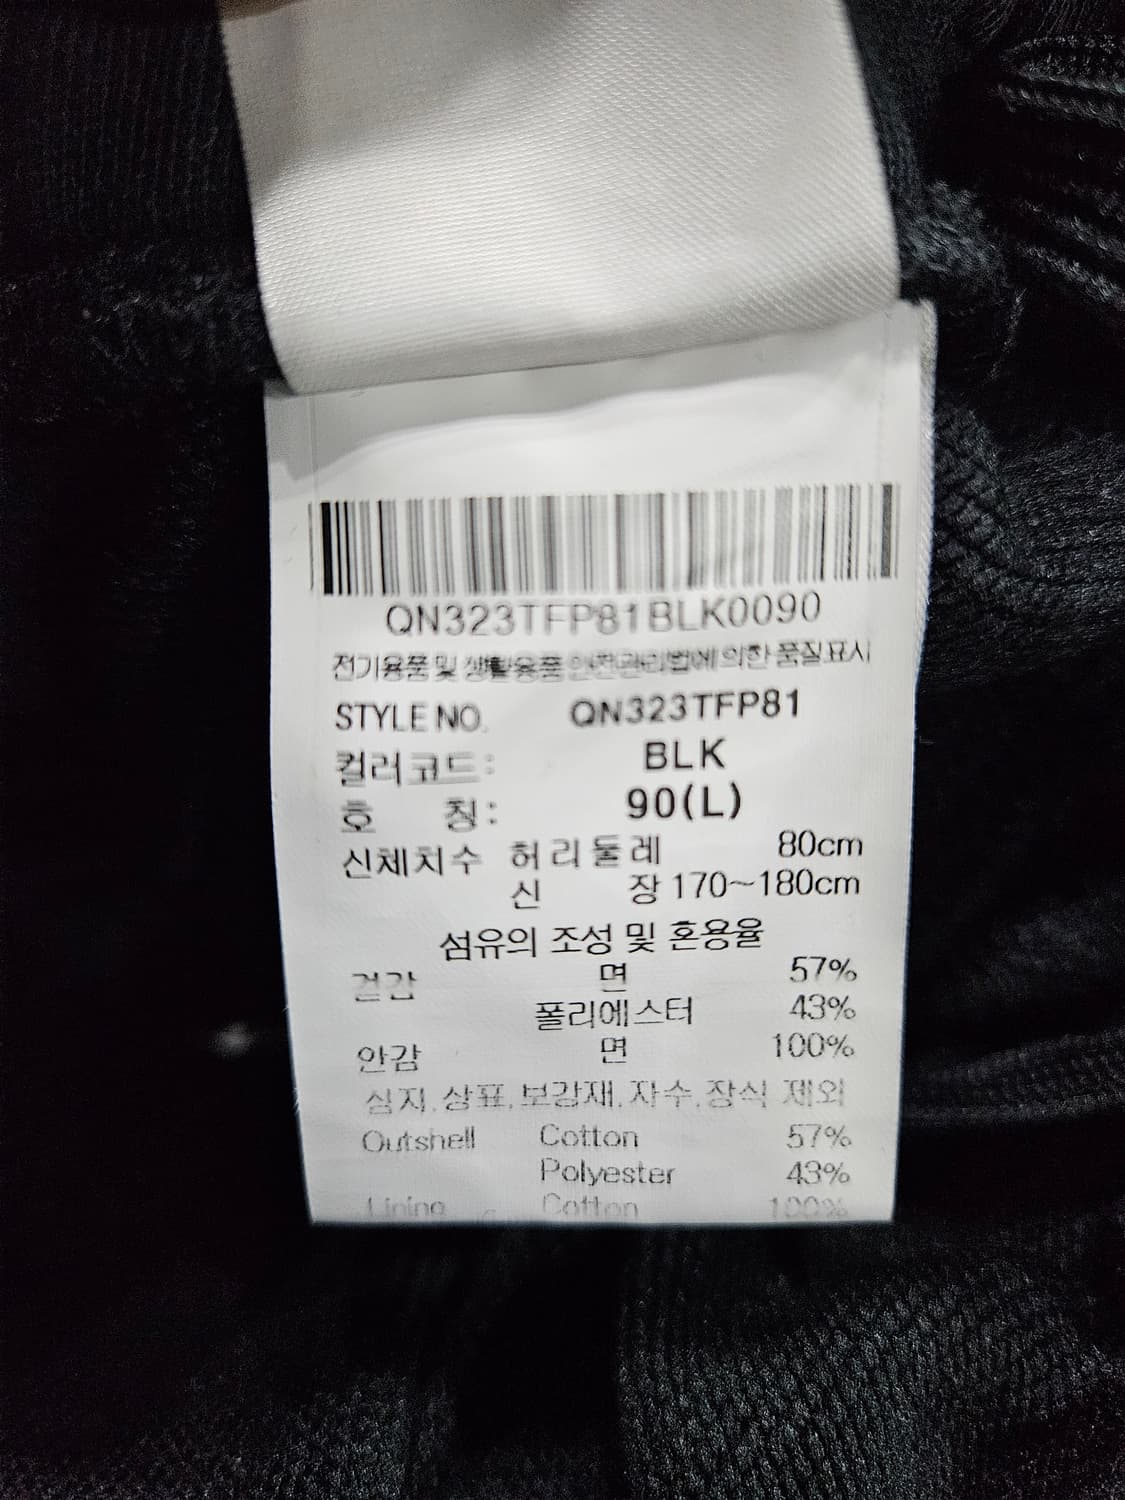 QN323TFP81BLK0090
전기용품 및 생활용품 안전관리법에 의한 품질표시
STYLE NO. QN323TFP81
컬러코드: BLK
호 칭: 90(L)
신체치수 허리둘레 80cm
신 장 170~180cm
섬유의 조성 및 혼용율
겉감 면 57%
폴리에스터 43%
안감 면 100%
심지,상표,보강재,자수,장식 제외
Outshell Cotton 57%
Polyester 43%
Lining Cotton 100%